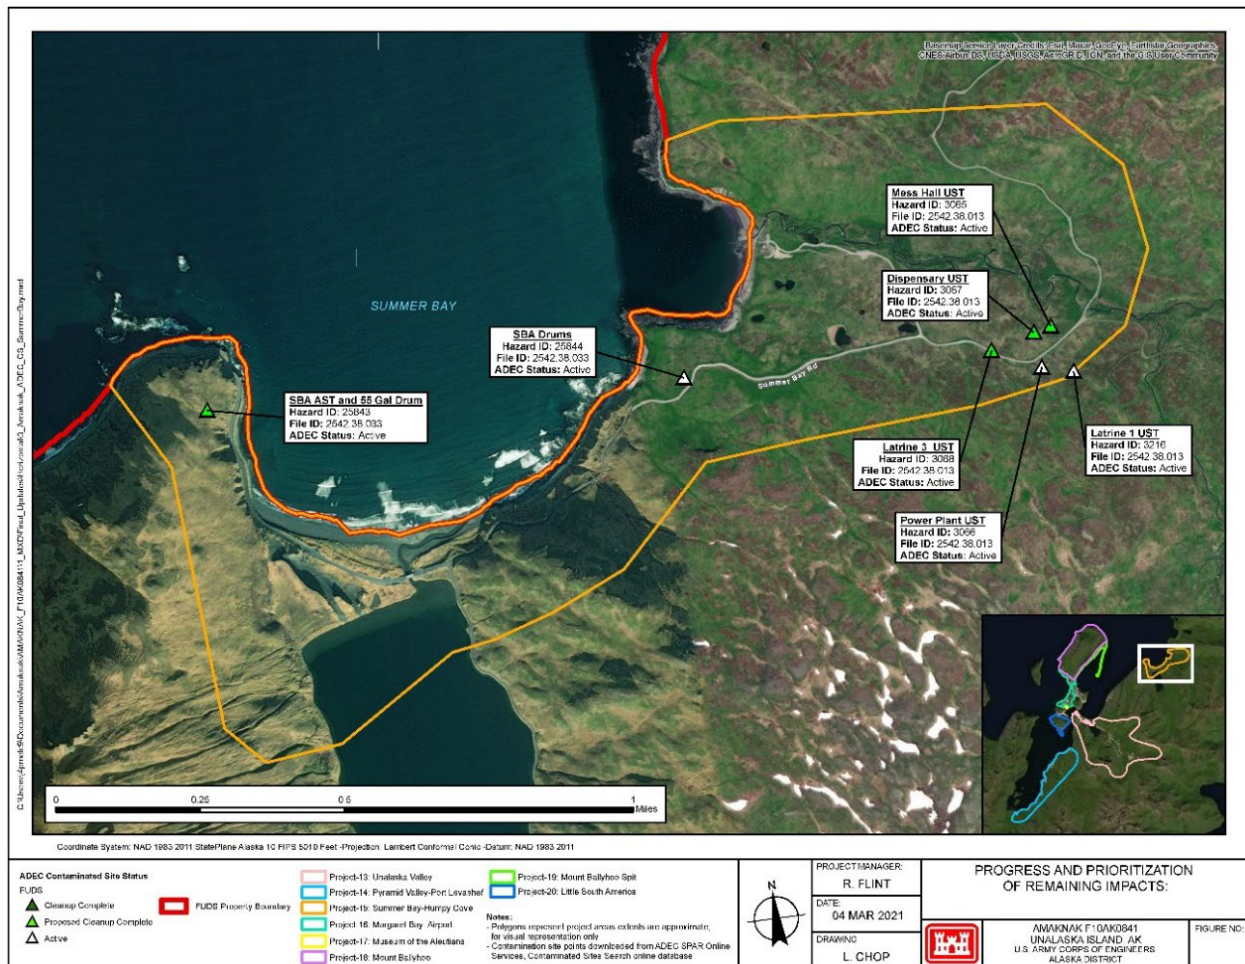 Basemap Service Layer Credits: Esri, Maxar, GeoEye, Earthstar Geographics,
CNES/Airbus DS, USDA, USGS, AeroGRID, IGN, and the GIS User Community
Mess Hall UST
Hazard ID: 3065
File ID: 2542.38.013
ADEC Status: Active
Dispensary UST
Hazard ID: 3067
File ID: 2542.38.013
ADEC Status: Active
SUMMER BAY
SBA Drums
Hazard ID: 25844
File ID: 2542.38.033
ADEC Status: Active
Summer Bay Rd
SBA AST and 55 Gal Drum
Hazard ID: 25843
File ID: 2542.38.033
ADEC Status: Active
Latrine 3 UST
Hazard ID: 3068
File ID: 2542.38.013
ADEC Status: Active
Latrine 1 UST
Hazard ID: 3216
File ID: 2542.38.013
ADEC Status: Active
Power Plant UST
Hazard ID: 3066
File ID: 2542.38.013
ADEC Status: Active
0 0.25 0.5 1
Miles
Coordinate System: NAD 1983 2011 StatePlane Alaska 10 FIPS 5010 Feet -Projection: Lambert Conformal Conic -Datum: NAD 1983 2011
ADEC Contaminated Site Status
FUDS
Cleanup Complete
Proposed Cleanup Complete
Active
FUDS Property Boundary
Project-13: Unalaska Valley
Project-14: Pyramid Valley-Port Levashef
Project-15: Summer Bay-Humpy Cove
Project-16: Margaret Bay Airport
Project-17: Museum of the Aleutians
Project-18: Mount Ballyhoo
Project-19: Mount Ballyhoo Spit
Project-20: Little South America
Notes:
- Polygons represent project areas extents are approximate,
for visual representation only
- Contamination site points downloaded from ADEC SPAR Online
Services, Contaminated Sites Search online database
N
PROJECT MANAGER:
R. FLINT
DATE:
04 MAR 2021
DRAWING
L. CHOP
PROGRESS AND PRIORITIZATION
OF REMAINING IMPACTS:
AMAKNAK F10AK0841
UNALASKA ISLAND, AK
U.S. ARMY CORPS OF ENGINEERS
ALASKA DISTRICT
FIGURE NO: